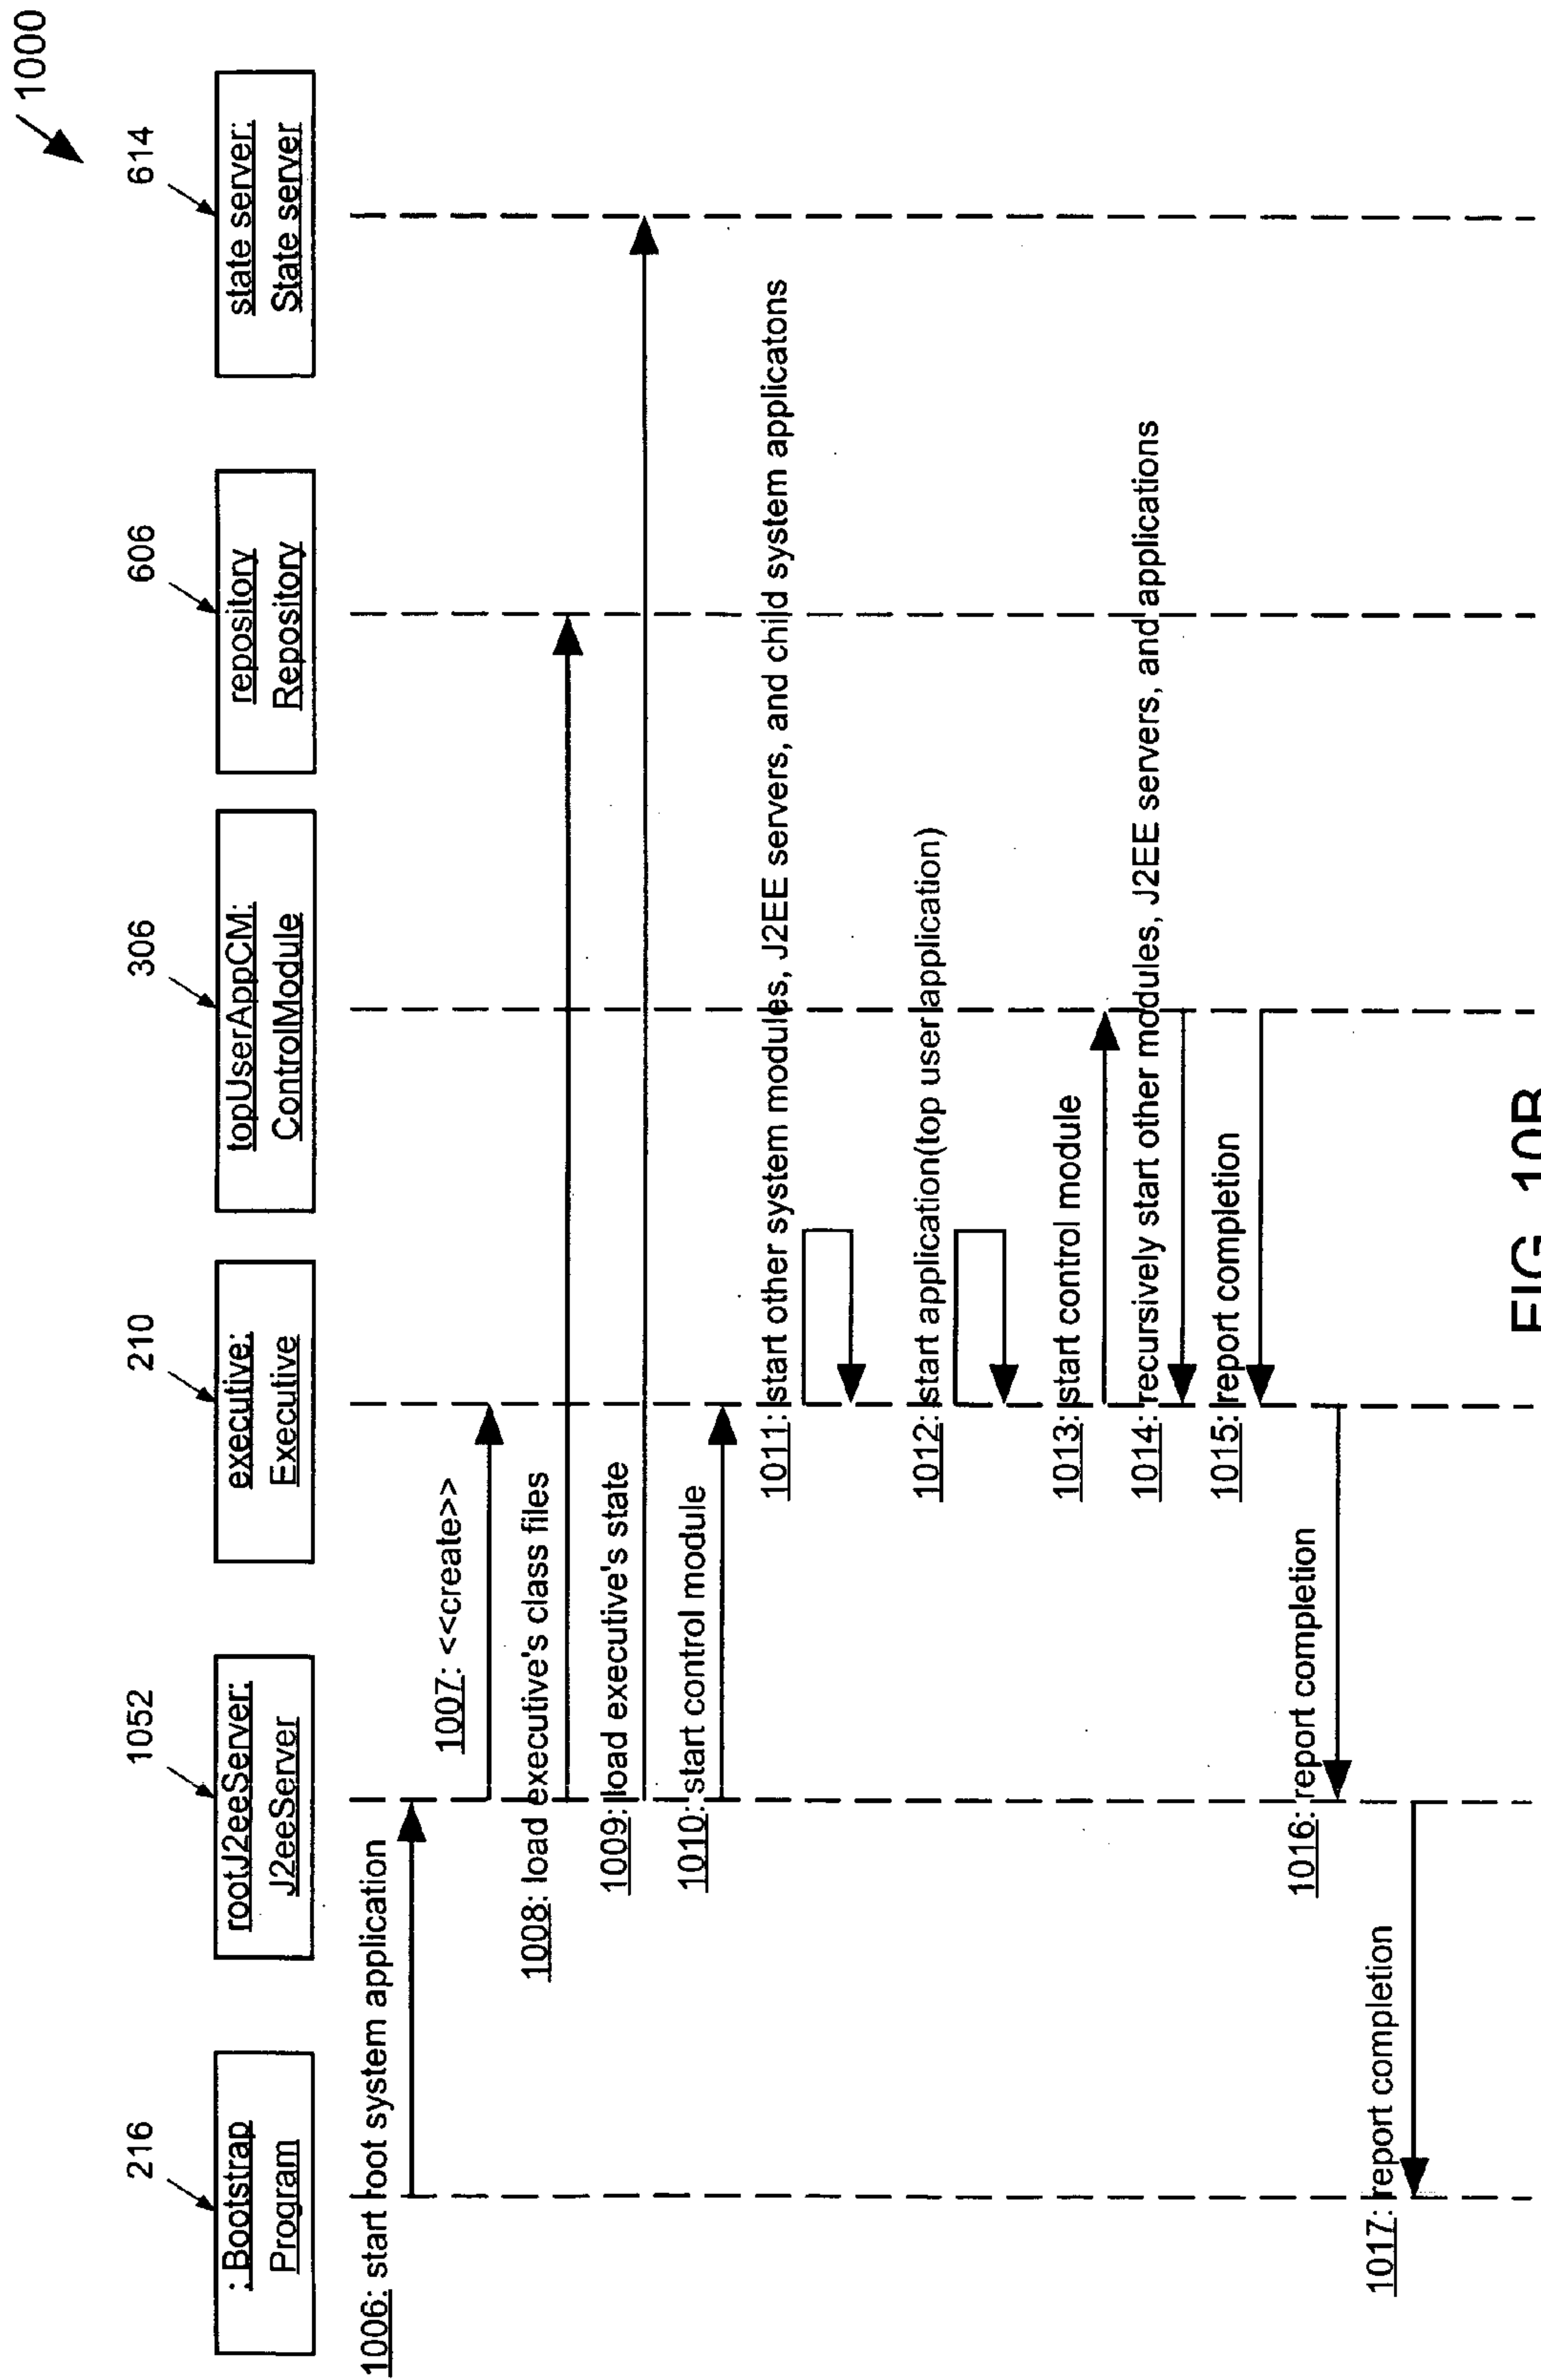 1000
216
: Bootstrap
Program
1052
rootJ2eeServer:
J2eeServer
210
executive:
Executive
306
topUserAppCM:
ControlModule
606
repository
Repository
614
state server:
State server
1006: start root system application
1007: <<create>>
1008: load executive's class files
1009: load executive's state
1010: start control module
1011: start other system modules, J2EE servers, and child system applicatons
1012: start application(top user application)
1013: start control module
1014: recursively start other modules, J2EE servers, and applications
1015: report completion
1016: report completion
1017: report completion
FIG. 10B